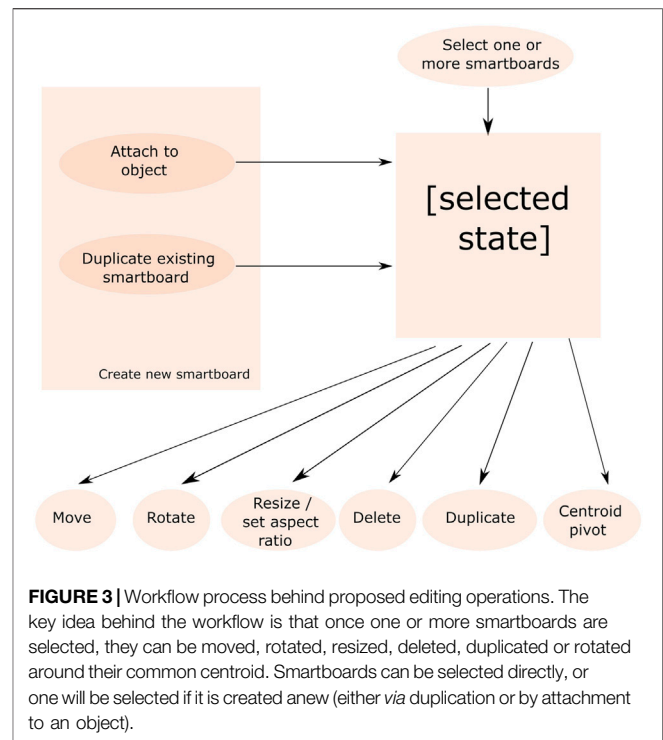 Select one or
more smartboards
Attach to
object
[selected
state]
Duplicate existing
smartboard
Create new smartboard
Move
Rotate
Resize /
set aspect
ratio
Delete
Duplicate
Centroid
pivot
FIGURE 3 | Workflow process behind proposed editing operations. The
key idea behind the workflow is that once one or more smartboards are
selected, they can be moved, rotated, resized, deleted, duplicated or rotated
around their common centroid. Smartboards can be selected directly, or
one will be selected if it is created anew (either via duplication or by attachment
to an object).